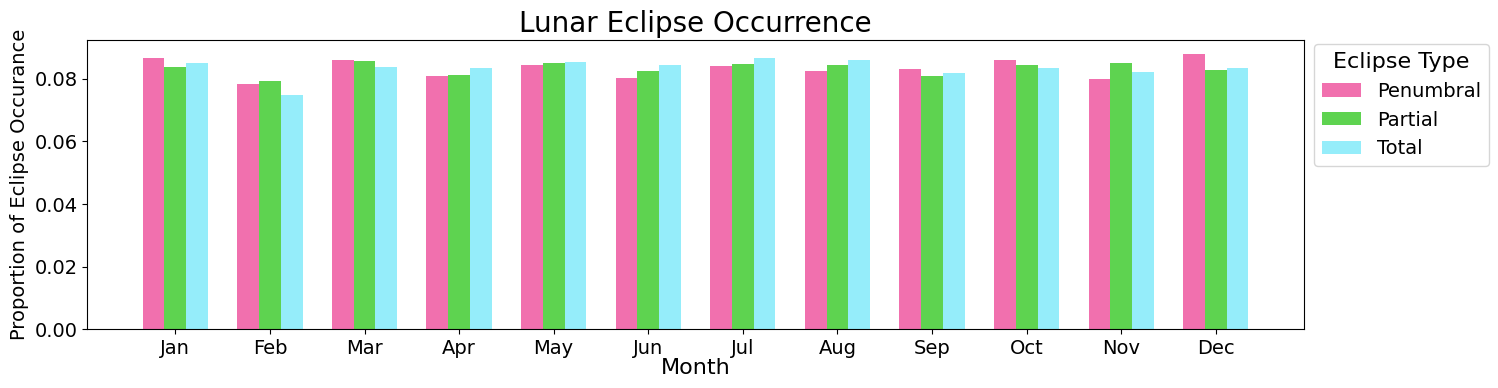 Lunar Eclipse Occurrence
Proportion of Eclipse Occurance
0.08
0.06
0.04
0.02
0.00
Jan Feb Mar Apr May Jun Jul Aug Sep Oct Nov Dec
Month
Eclipse Type
Penumbral
Partial
Total